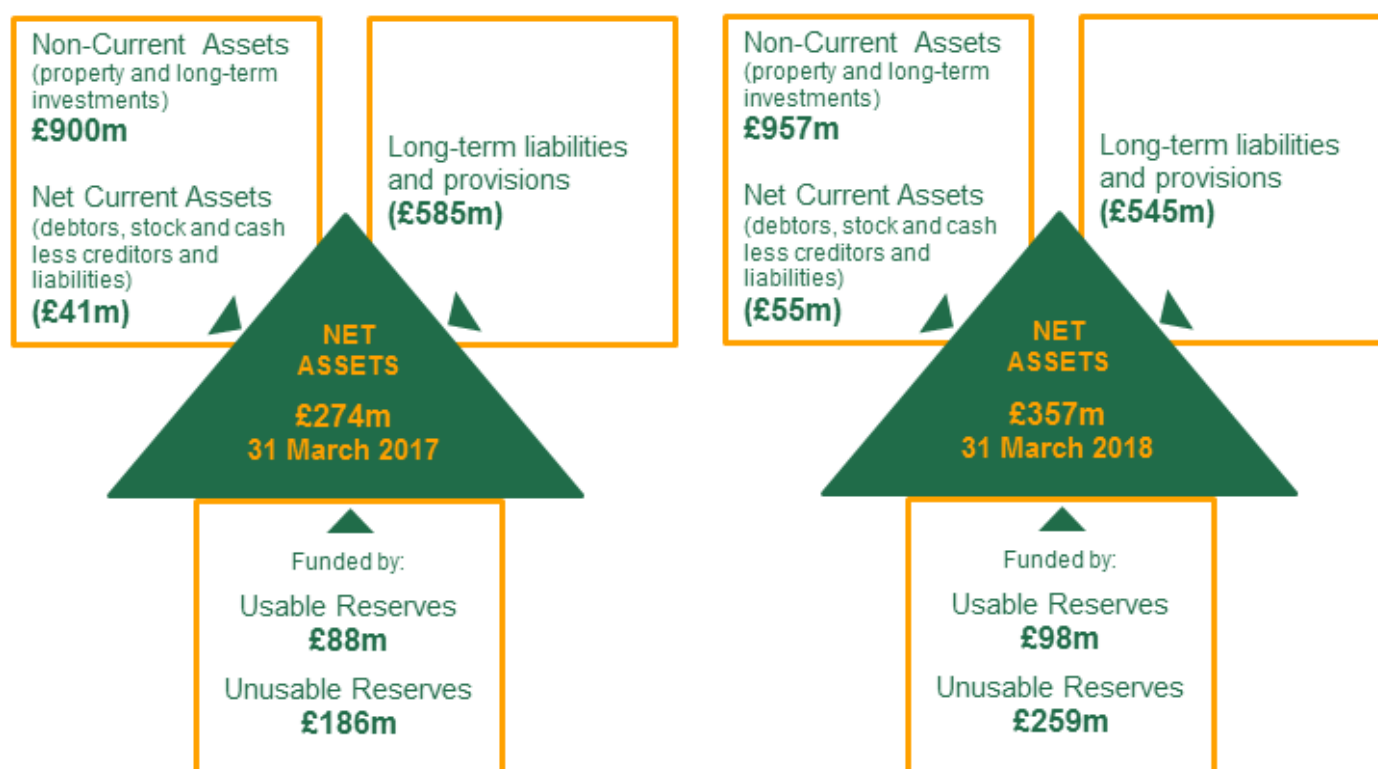 Non-Current Assets
(property and long-term
investments)
£900m
Net Current Assets
(debtors, stock and cash
less creditors and
liabilities)
(£41m)
Long-term liabilities
and provisions
(£585m)
NET
ASSETS
£274m
31 March 2017
Funded by:
Usable Reserves
£88m
Unusable Reserves
£186m
Non-Current Assets
(property and long-term
investments)
£957m
Net Current Assets
(debtors, stock and cash
less creditors and
liabilities)
(£55m)
Long-term liabilities
and provisions
(£545m)
NET
ASSETS
£357m
31 March 2018
Funded by:
Usable Reserves
£98m
Unusable Reserves
£259m